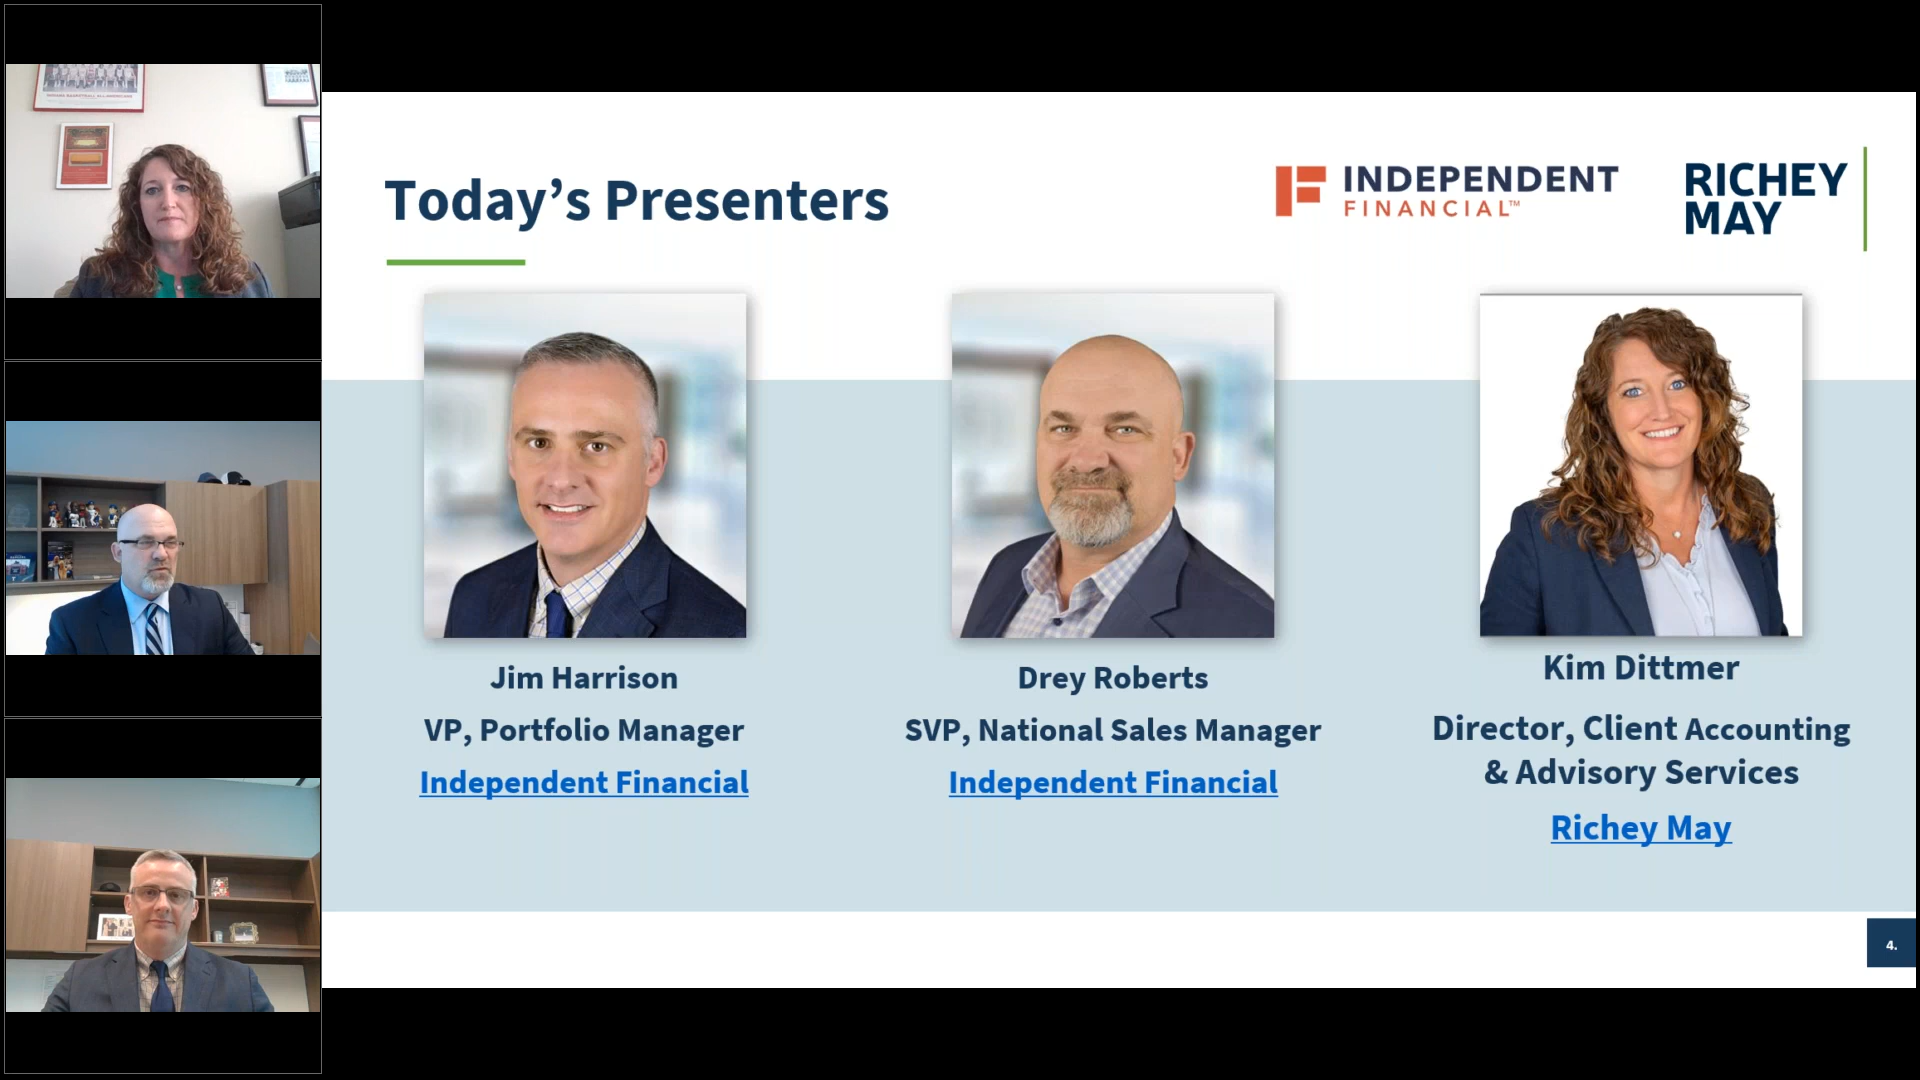 Today's Presenters
INDEPENDENT
FINANCIAL™
RICHEY
MAY
Jim Harrison
VP, Portfolio Manager
Independent Financial
Drey Roberts
SVP, National Sales Manager
Independent Financial
Kim Dittmer
Director, Client Accounting
& Advisory Services
Richey May
4.